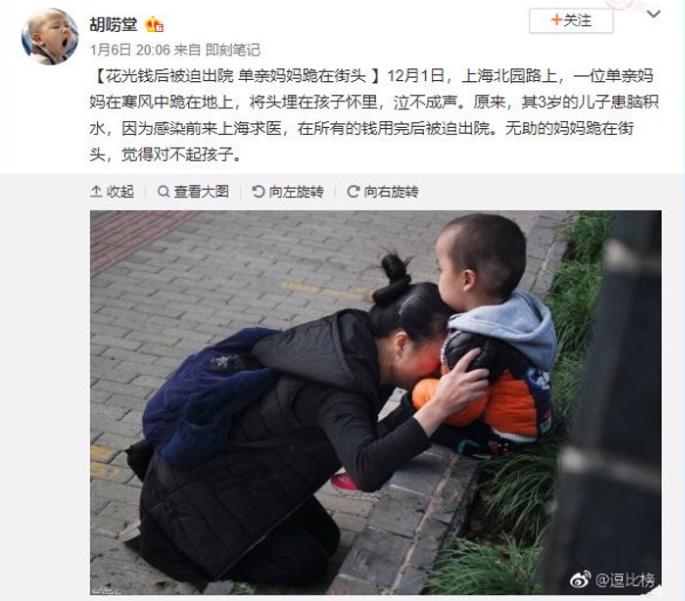 胡唠堂
+关注
1月6日 20:06 来自 即刻笔记
【花光钱后被迫出院 单亲妈妈跪在街头 】12月1日，上海北园路上，一位单亲妈
妈在寒风中跪在地上，将头埋在孩子怀里，泣不成声。原来，其3岁的儿子患脑积
水，因为感染前来上海求医，在所有的钱用完后被迫出院。无助的妈妈跪在街
头，觉得对不起孩子。
收起 查看大图 向左旋转 向右旋转
@逗比榜